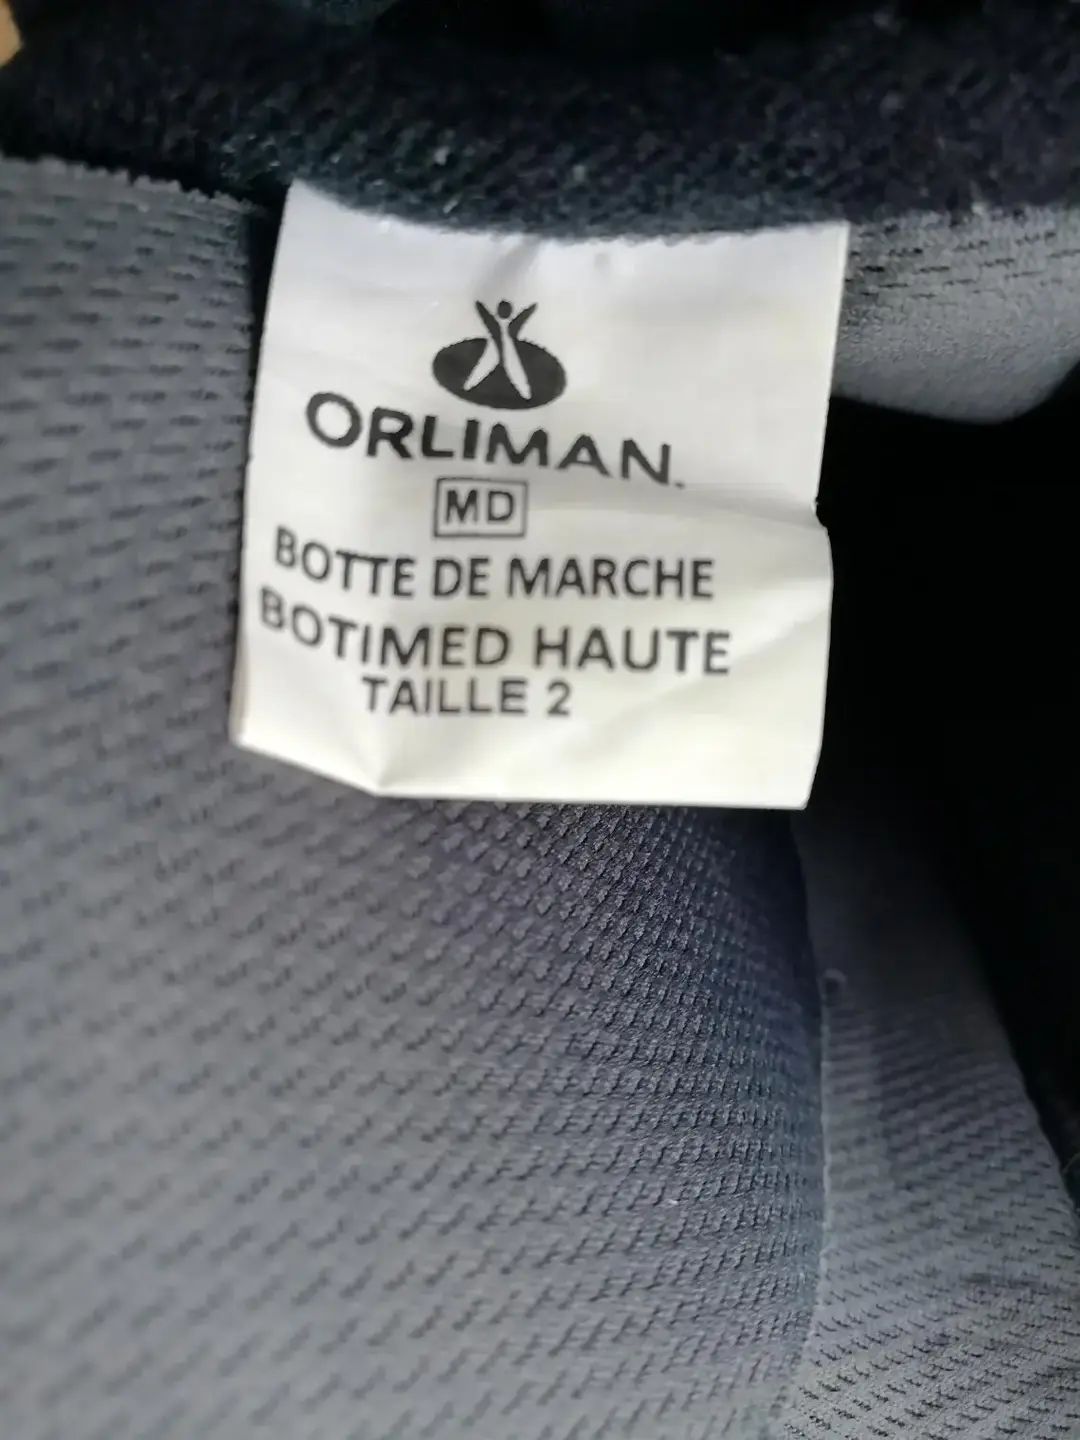 ORLIMAN.
MD
BOTTE DE MARCHE
BOTIMED HAUTE
TAILLE 2